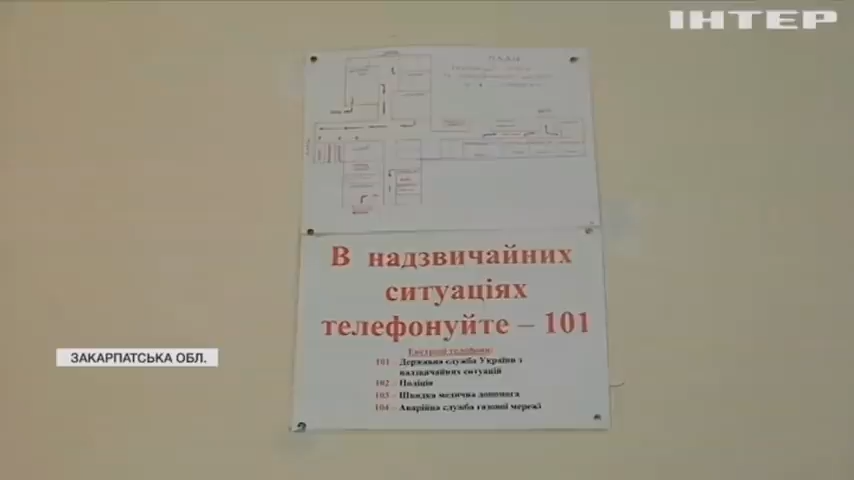 ІНТЕР
ПЛАН
В надзвичайних
ситуаціях
телефонуйте – 101
Екстрені телефони:
101 Державна служба України з
надзвичайних ситуацій
102 – Поліція
103 – Швидка медична допомога
104 – Аварійна служба газової мережі
ЗАКАРПАТСЬКА ОБЛ.